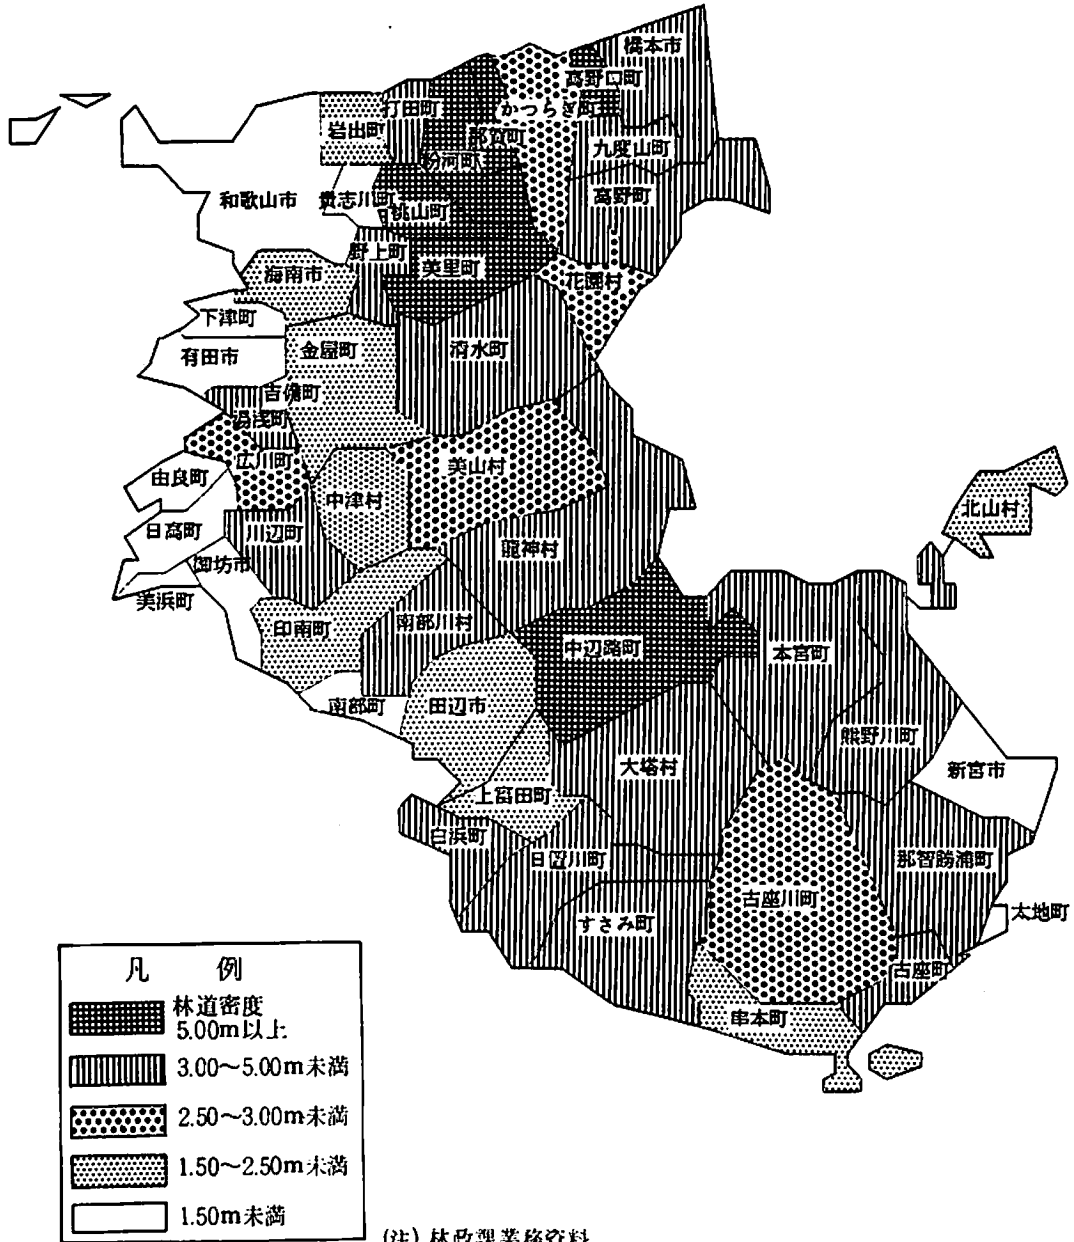 橋本市
高野口町
打田町
かつらぎ町
岩出町
那賀町
九度山町
粉河町
高野町
和歌山市
貴志川町
桃山町
野上町
美里町
海南市
花園村
下津町
金屋町
清水町
有田市
吉備町
湯浅町
広川町
美山村
由良町
中津村
北山村
日高町
川辺町
龍神村
御坊市
美浜町
印南町
南部川村
中辺路町
本宮町
南部町
田辺市
熊野川町
大塔村
新宮市
上富田町
白浜町
日置川町
那智勝浦町
古座川町
太地町
すさみ町
古座町
串本町
凡 例
林道密度
5.00m以上
3.00～5.00m未満
2.50～3.00m未満
1.50～2.50m未満
1.50m未満
(注) 林政課業務資料